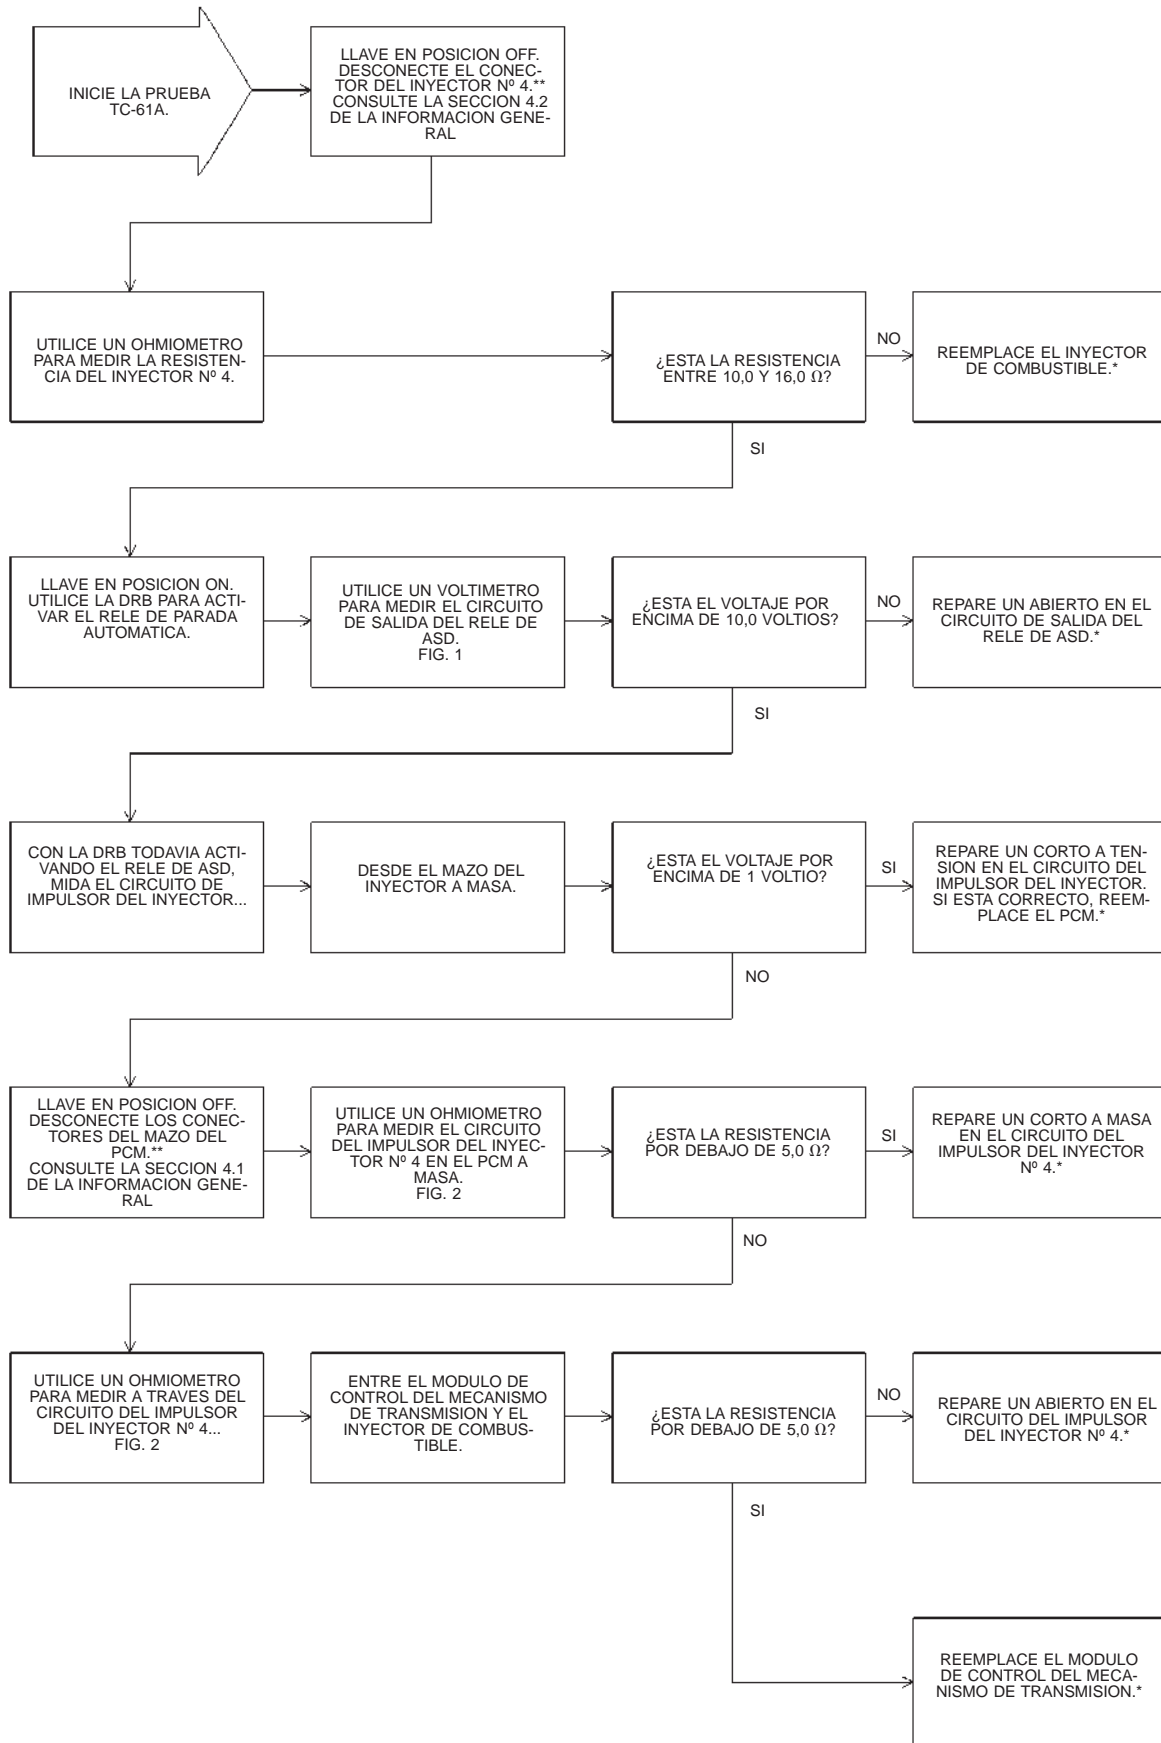 INICIE LA PRUEBA
TC-61A.
LLAVE EN POSICION OFF.
DESCONECTE EL CONEC-
TOR DEL INYECTOR Nº 4.**
CONSULTE LA SECCION 4.2
DE LA INFORMACION GENE-
RAL
UTILICE UN OHMIOMETRO
PARA MEDIR LA RESISTEN-
CIA DEL INYECTOR Nº 4.
¿ESTA LA RESISTENCIA
ENTRE 10,0 Y 16,0 Ω?
NO
REEMPLACE EL INYECTOR
DE COMBUSTIBLE.*
SI
LLAVE EN POSICION ON.
UTILICE LA DRB PARA ACTI-
VAR EL RELE DE PARADA
AUTOMATICA.
UTILICE UN VOLTIMETRO
PARA MEDIR EL CIRCUITO
DE SALIDA DEL RELE DE
ASD.
FIG. 1
¿ESTA EL VOLTAJE POR
ENCIMA DE 10,0 VOLTIOS?
NO
REPARE UN ABIERTO EN EL
CIRCUITO DE SALIDA DEL
RELE DE ASD.*
SI
CON LA DRB TODAVIA ACTI-
VANDO EL RELE DE ASD,
MIDA EL CIRCUITO DE
IMPULSOR DEL INYECTOR...
DESDE EL MAZO DEL
INYECTOR A MASA.
¿ESTA EL VOLTAJE POR
ENCIMA DE 1 VOLTIO?
SI
REPARE UN CORTO A TEN-
SION EN EL CIRCUITO DEL
IMPULSOR DEL INYECTOR.
SI ESTA CORRECTO, REEM-
PLACE EL PCM.*
NO
LLAVE EN POSICION OFF.
DESCONECTE LOS CONEC-
TORES DEL MAZO DEL
PCM.**
CONSULTE LA SECCION 4.1
DE LA INFORMACION GENE-
RAL
UTILICE UN OHMIOMETRO
PARA MEDIR EL CIRCUITO
DEL IMPULSOR DEL INYEC-
TOR Nº 4 EN EL PCM A
MASA.
FIG. 2
¿ESTA LA RESISTENCIA
POR DEBAJO DE 5,0 Ω?
SI
REPARE UN CORTO A MASA
EN EL CIRCUITO DEL
IMPULSOR DEL INYECTOR
Nº 4.*
NO
UTILICE UN OHMIOMETRO
PARA MEDIR A TRAVES DEL
CIRCUITO DEL IMPULSOR
DEL INYECTOR Nº 4...
FIG. 2
ENTRE EL MODULO DE
CONTROL DEL MECANISMO
DE TRANSMISION Y EL
INYECTOR DE COMBUS-
TIBLE.
¿ESTA LA RESISTENCIA
POR DEBAJO DE 5,0 Ω?
NO
REPARE UN ABIERTO EN EL
CIRCUITO DEL IMPULSOR
DEL INYECTOR Nº 4.*
SI
REEMPLACE EL MODULO
DE CONTROL DEL MECA-
NISMO DE TRANSMISION.*